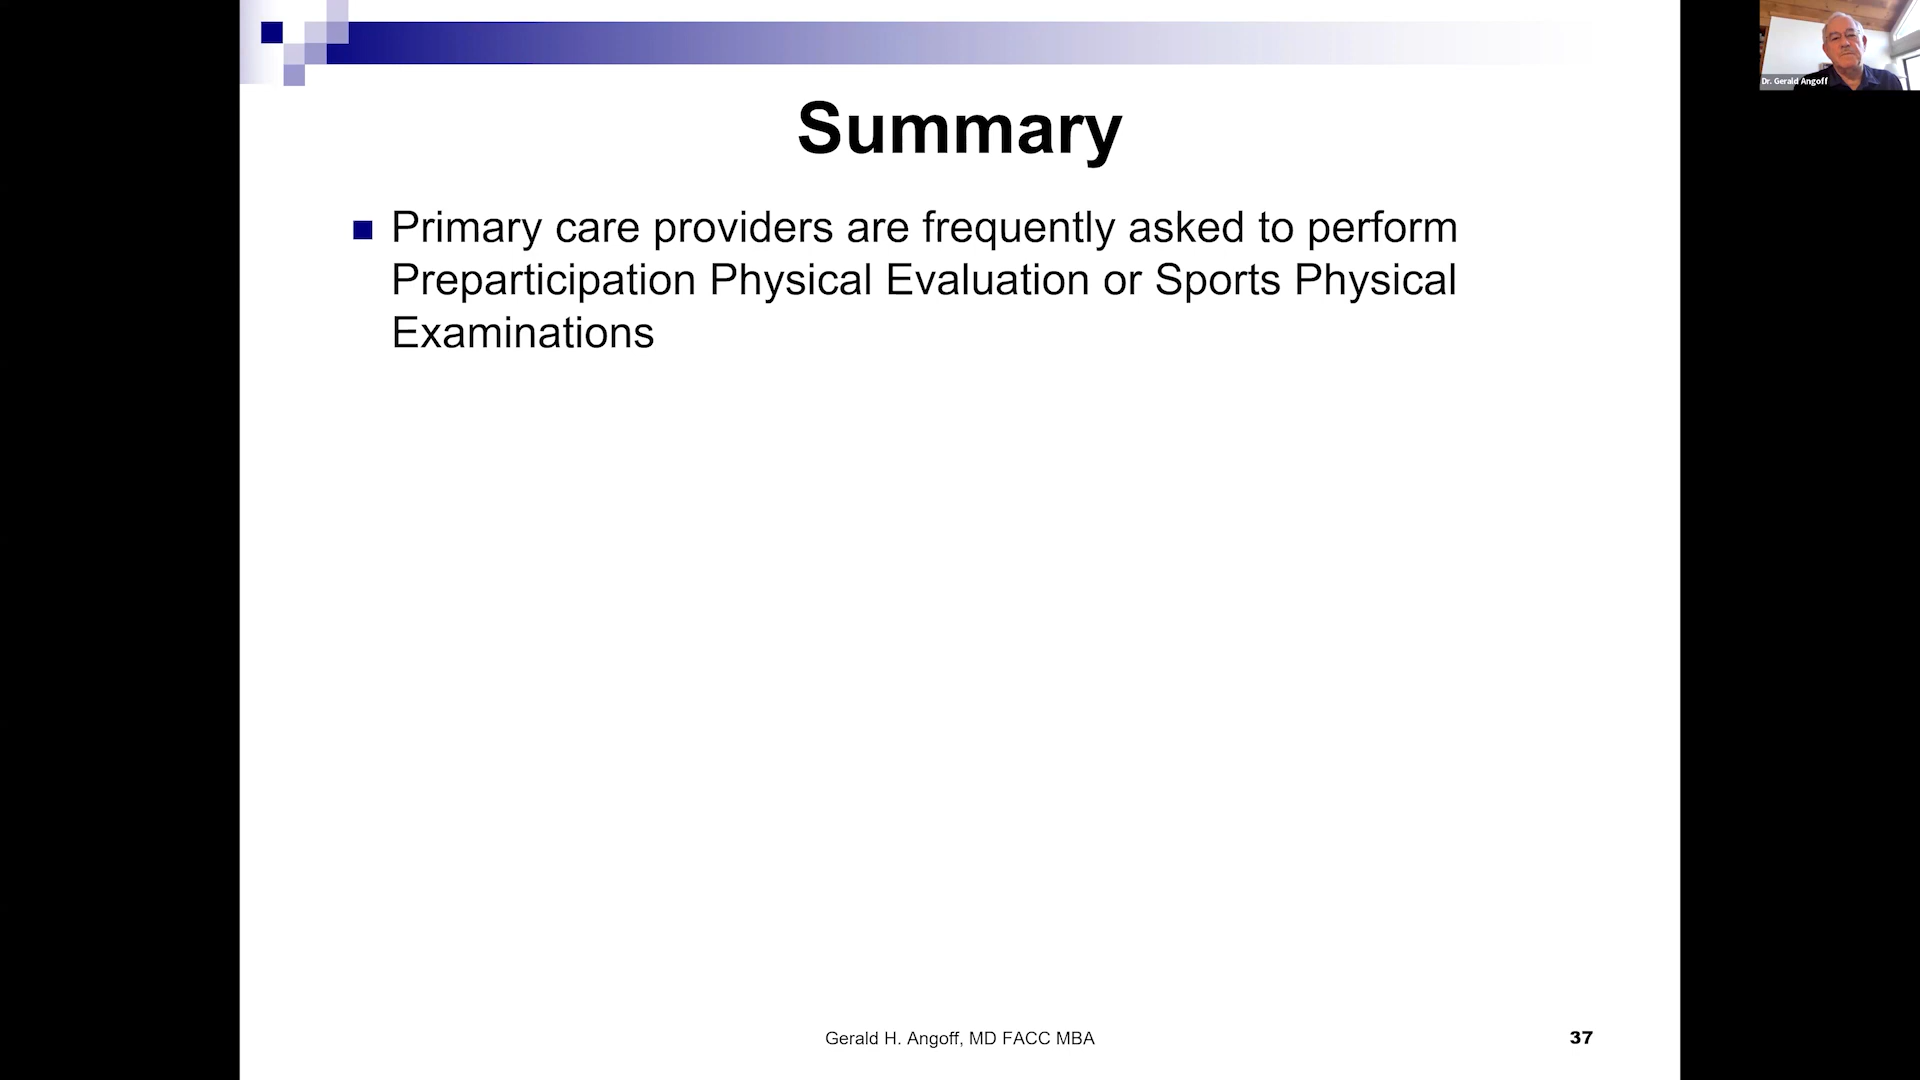 Dr. Gerald Angoff
Summary
Primary care providers are frequently asked to perform
Preparticipation Physical Evaluation or Sports Physical
Examinations
Gerald H. Angoff, MD FACC MBA
37